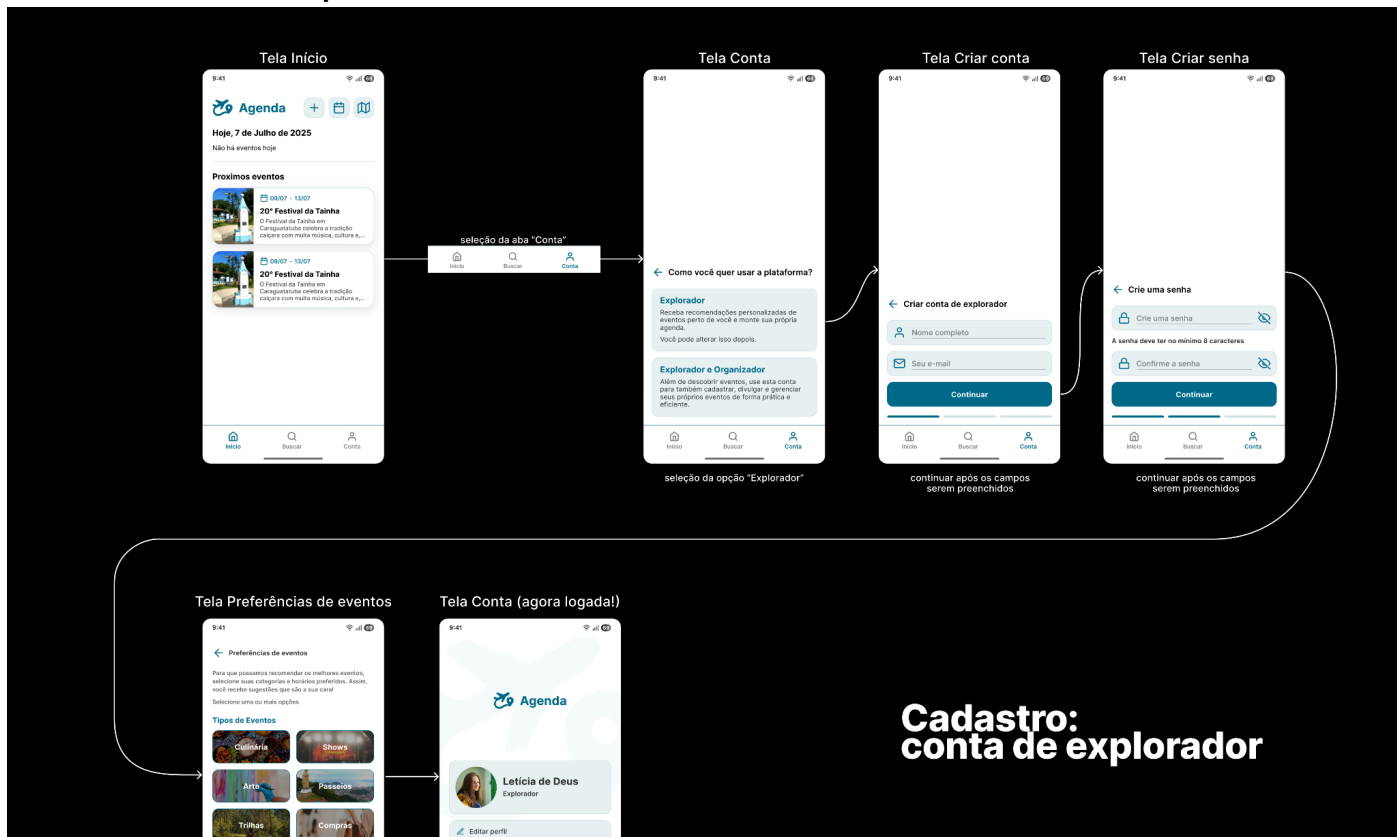 Tela Início
9:41
Agenda
Hoje, 7 de Julho de 2025
Não há eventos hoje
Proximos eventos
09/07 - 13/07
20° Festival da Tainha
O Festival da Tainha em
Caraguatatuba celebra a tradição
caiçara com muita música, cultura e,...
09/07 - 13/07
20° Festival da Tainha
O Festival da Tainha em
Caraguatatuba celebra a tradição
caiçara com muita música, cultura e,...
Início
Buscar
Conta
seleção da aba "Conta"
Início
Buscar
Conta
Tela Conta
9:41
Como você quer usar a plataforma?
Explorador
Receba recomendações personalizadas de
eventos perto de você e monte sua própria
agenda.
Você pode alterar isso depois.
Explorador e Organizador
Além de descobrir eventos, use esta conta
para também cadastrar, divulgar e gerenciar
seus próprios eventos de forma prática e
eficiente.
Início
Buscar
Conta
seleção da opção "Explorador"
Tela Criar conta
9:41
Criar conta de explorador
Nome completo
Seu e-mail
Continuar
Início
Buscar
Conta
continuar após os campos
serem preenchidos
Tela Criar senha
9:41
Crie uma senha
Crie uma senha
A senha deve ter no mínimo 8 caracteres
Confirme a senha
Continuar
Início
Buscar
Conta
continuar após os campos
serem preenchidos
Tela Preferências de eventos
9:41
Preferências de eventos
Para que possamos recomendar os melhores eventos,
selecione suas categorias e horários preferidos. Assim,
você recebe sugestões que são a sua cara!
Selecione uma ou mais opções
Tipos de Eventos
Culinária
Shows
Arte
Passeios
Trilhas
Compras
Tela Conta (agora logada!)
9:41
Agenda
Letícia de Deus
Explorador
Editar perfil
Cadastro:
conta de explorador